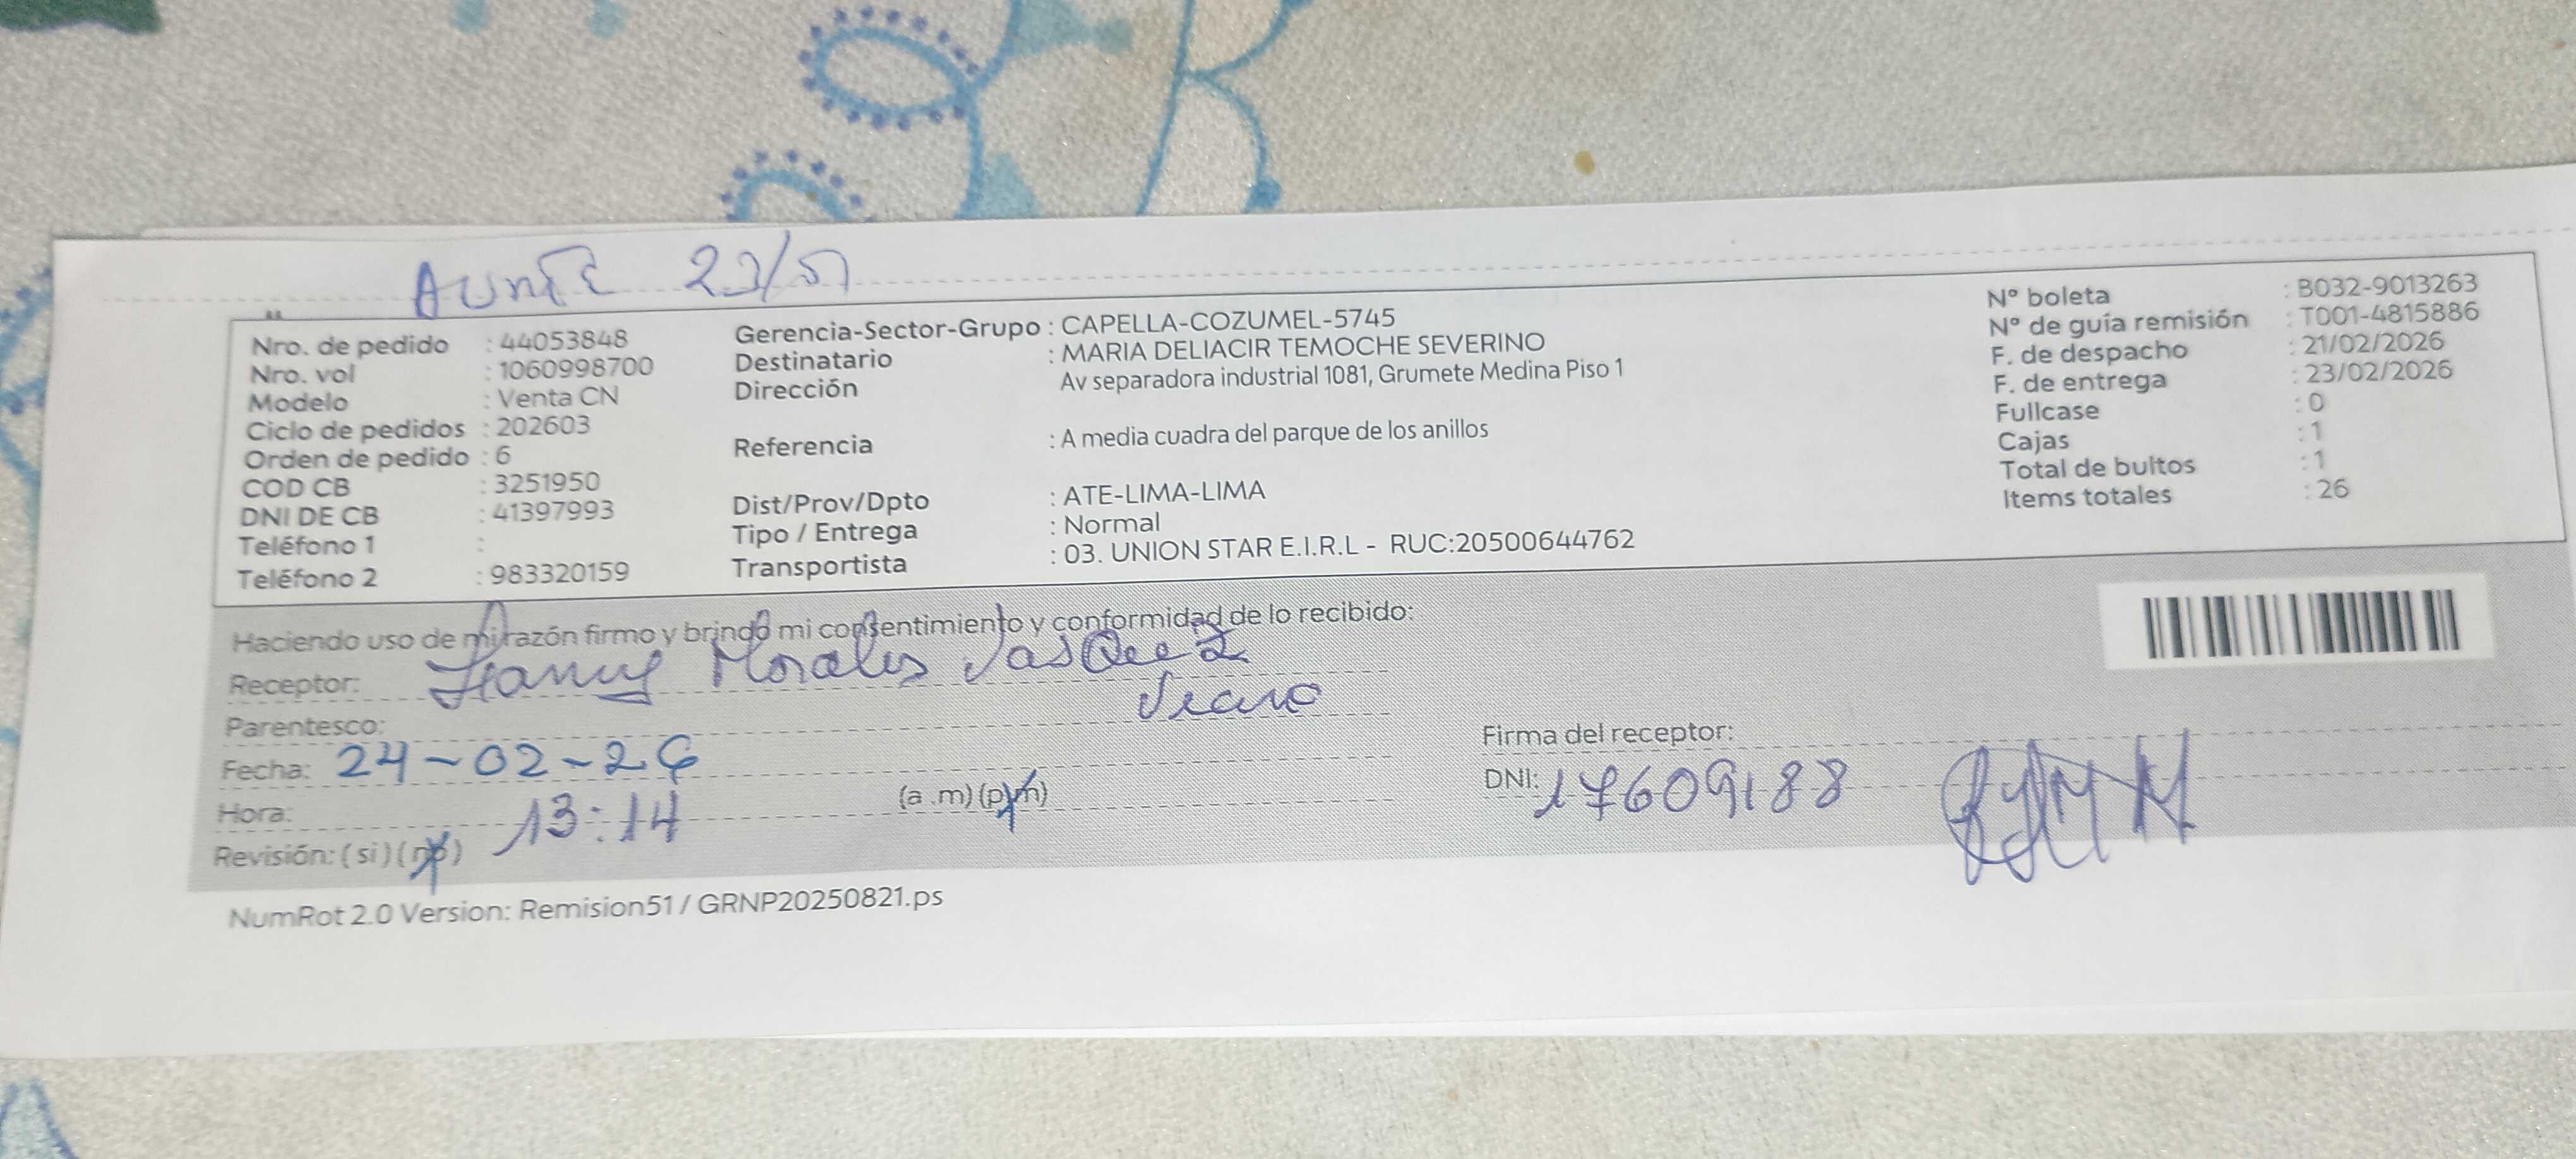 AUNTE 23/
Nro. de pedido : 44053848
Nro. vol : 1060998700
Modelo : Venta CN
Ciclo de pedidos : 202603
Orden de pedido : 6
COD CB : 3251950
DNI DE CB : 41397993
Teléfono 1 :
Teléfono 2 : 983320159
Gerencia-Sector-Grupo : CAPELLA-COZUMEL-5745
Destinatario : MARIA DELIACIR TEMOCHE SEVERINO
Dirección Av separadora industrial 1081, Grumete Medina Piso 1
Referencia : A media cuadra del parque de los anillos
Dist/Prov/Dpto : ATE-LIMA-LIMA
Tipo / Entrega : Normal
Transportista : 03. UNION STAR E.I.R.L - RUC:20500644762
N° boleta : B032-9013263
N° de guía remisión : T001-4815886
F. de despacho : 21/02/2026
F. de entrega : 23/02/2026
Fullcase : 0
Cajas : 1
Total de bultos : 1
Items totales : 26
Haciendo uso de mi razón firmo y brindo mi consentimiento y conformidad de lo recibido:
Receptor: Morales Vasquez
Parentesco:
Fecha: 24-02-26
Hora: 13:14 (a .m) (p.m)
Revisión: ( si ) ( no )
Firma del receptor:
DNI: 17609188
NumRot 2.0 Version: Remision51 / GRNP20250821.ps